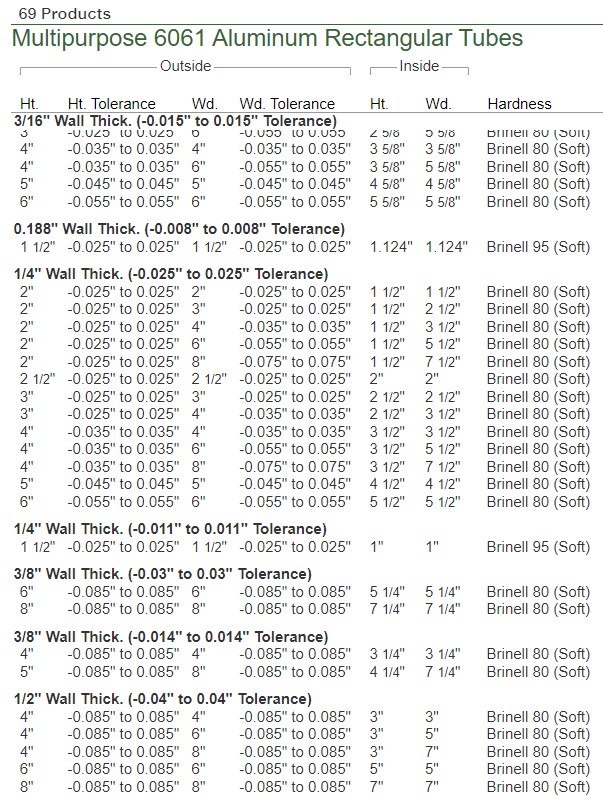 69 Products
Multipurpose 6061 Aluminum Rectangular Tubes
Outside Inside
Ht. Ht. Tolerance Wd. Wd. Tolerance Ht. Wd. Hardness
3/16" Wall Thick. (-0.015" to 0.015" Tolerance)
3" -0.025" to 0.025" 6" -0.055" to 0.055" 2 5/8" 5 5/8" Brinell 80 (Soft)
4" -0.035" to 0.035" 4" -0.035" to 0.035" 3 5/8" 3 5/8" Brinell 80 (Soft)
4" -0.035" to 0.035" 6" -0.055" to 0.055" 3 5/8" 5 5/8" Brinell 80 (Soft)
5" -0.045" to 0.045" 5" -0.045" to 0.045" 4 5/8" 4 5/8" Brinell 80 (Soft)
6" -0.055" to 0.055" 6" -0.055" to 0.055" 5 5/8" 5 5/8" Brinell 80 (Soft)
0.188" Wall Thick. (-0.008" to 0.008" Tolerance)
1 1/2" -0.025" to 0.025" 1 1/2" -0.025" to 0.025" 1.124" 1.124" Brinell 95 (Soft)
1/4" Wall Thick. (-0.025" to 0.025" Tolerance)
2" -0.025" to 0.025" 2" -0.025" to 0.025" 1 1/2" 1 1/2" Brinell 80 (Soft)
2" -0.025" to 0.025" 3" -0.025" to 0.025" 1 1/2" 2 1/2" Brinell 80 (Soft)
2" -0.025" to 0.025" 4" -0.035" to 0.035" 1 1/2" 3 1/2" Brinell 80 (Soft)
2" -0.025" to 0.025" 6" -0.055" to 0.055" 1 1/2" 5 1/2" Brinell 80 (Soft)
2" -0.025" to 0.025" 8" -0.075" to 0.075" 1 1/2" 7 1/2" Brinell 80 (Soft)
2 1/2" -0.025" to 0.025" 2 1/2" -0.025" to 0.025" 2" 2" Brinell 80 (Soft)
3" -0.025" to 0.025" 3" -0.025" to 0.025" 2 1/2" 2 1/2" Brinell 80 (Soft)
3" -0.025" to 0.025" 4" -0.035" to 0.035" 2 1/2" 3 1/2" Brinell 80 (Soft)
4" -0.035" to 0.035" 4" -0.035" to 0.035" 3 1/2" 3 1/2" Brinell 80 (Soft)
4" -0.035" to 0.035" 6" -0.055" to 0.055" 3 1/2" 5 1/2" Brinell 80 (Soft)
4" -0.035" to 0.035" 8" -0.075" to 0.075" 3 1/2" 7 1/2" Brinell 80 (Soft)
5" -0.045" to 0.045" 5" -0.045" to 0.045" 4 1/2" 4 1/2" Brinell 80 (Soft)
6" -0.055" to 0.055" 6" -0.055" to 0.055" 5 1/2" 5 1/2" Brinell 80 (Soft)
1/4" Wall Thick. (-0.011" to 0.011" Tolerance)
1 1/2" -0.025" to 0.025" 1 1/2" -0.025" to 0.025" 1" 1" Brinell 95 (Soft)
3/8" Wall Thick. (-0.03" to 0.03" Tolerance)
6" -0.085" to 0.085" 6" -0.085" to 0.085" 5 1/4" 5 1/4" Brinell 80 (Soft)
8" -0.085" to 0.085" 8" -0.085" to 0.085" 7 1/4" 7 1/4" Brinell 80 (Soft)
3/8" Wall Thick. (-0.014" to 0.014" Tolerance)
4" -0.085" to 0.085" 4" -0.085" to 0.085" 3 1/4" 3 1/4" Brinell 80 (Soft)
5" -0.085" to 0.085" 8" -0.085" to 0.085" 4 1/4" 7 1/4" Brinell 80 (Soft)
1/2" Wall Thick. (-0.04" to 0.04" Tolerance)
4" -0.085" to 0.085" 4" -0.085" to 0.085" 3" 3" Brinell 80 (Soft)
4" -0.085" to 0.085" 6" -0.085" to 0.085" 3" 5" Brinell 80 (Soft)
4" -0.085" to 0.085" 8" -0.085" to 0.085" 3" 7" Brinell 80 (Soft)
6" -0.085" to 0.085" 6" -0.085" to 0.085" 5" 5" Brinell 80 (Soft)
8" -0.085" to 0.085" 8" -0.085" to 0.085" 7" 7" Brinell 80 (Soft)